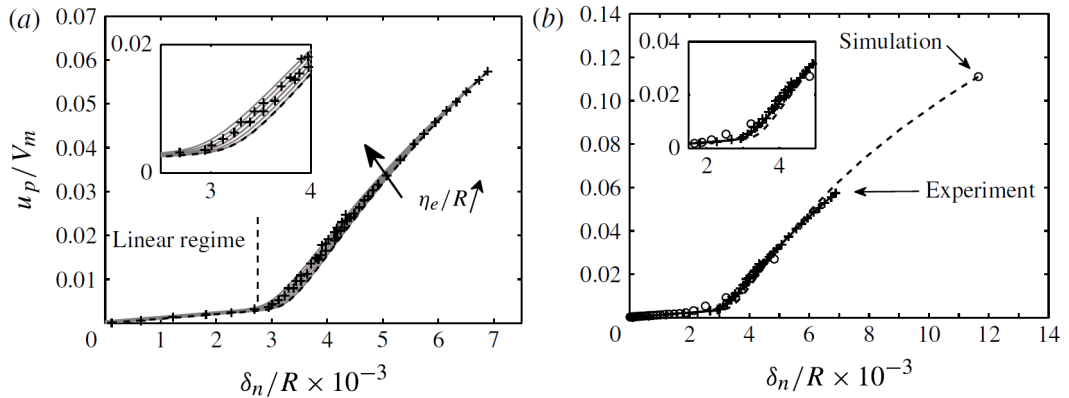 (a)
0.07
0.06
0.05
0.04
0.03
0.02
0.01
0
u_p/V_m
0.02
0
3
4
η_e/R
Linear regime
0 1 2 3 4 5 6 7
δ_n/R × 10^{-3}
(b)
0.14
0.12
0.10
0.08
0.06
0.04
0.02
0
0.04
0.02
0
2
4
Simulation
Experiment
2 4 6 8 10 12 14
δ_n/R × 10^{-3}